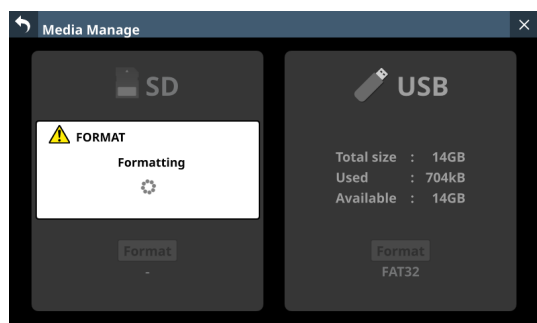 Media Manage
SD
FORMAT
Formatting
Format
-
USB
Total size : 14GB
Used : 704kB
Available : 14GB
Format
FAT32